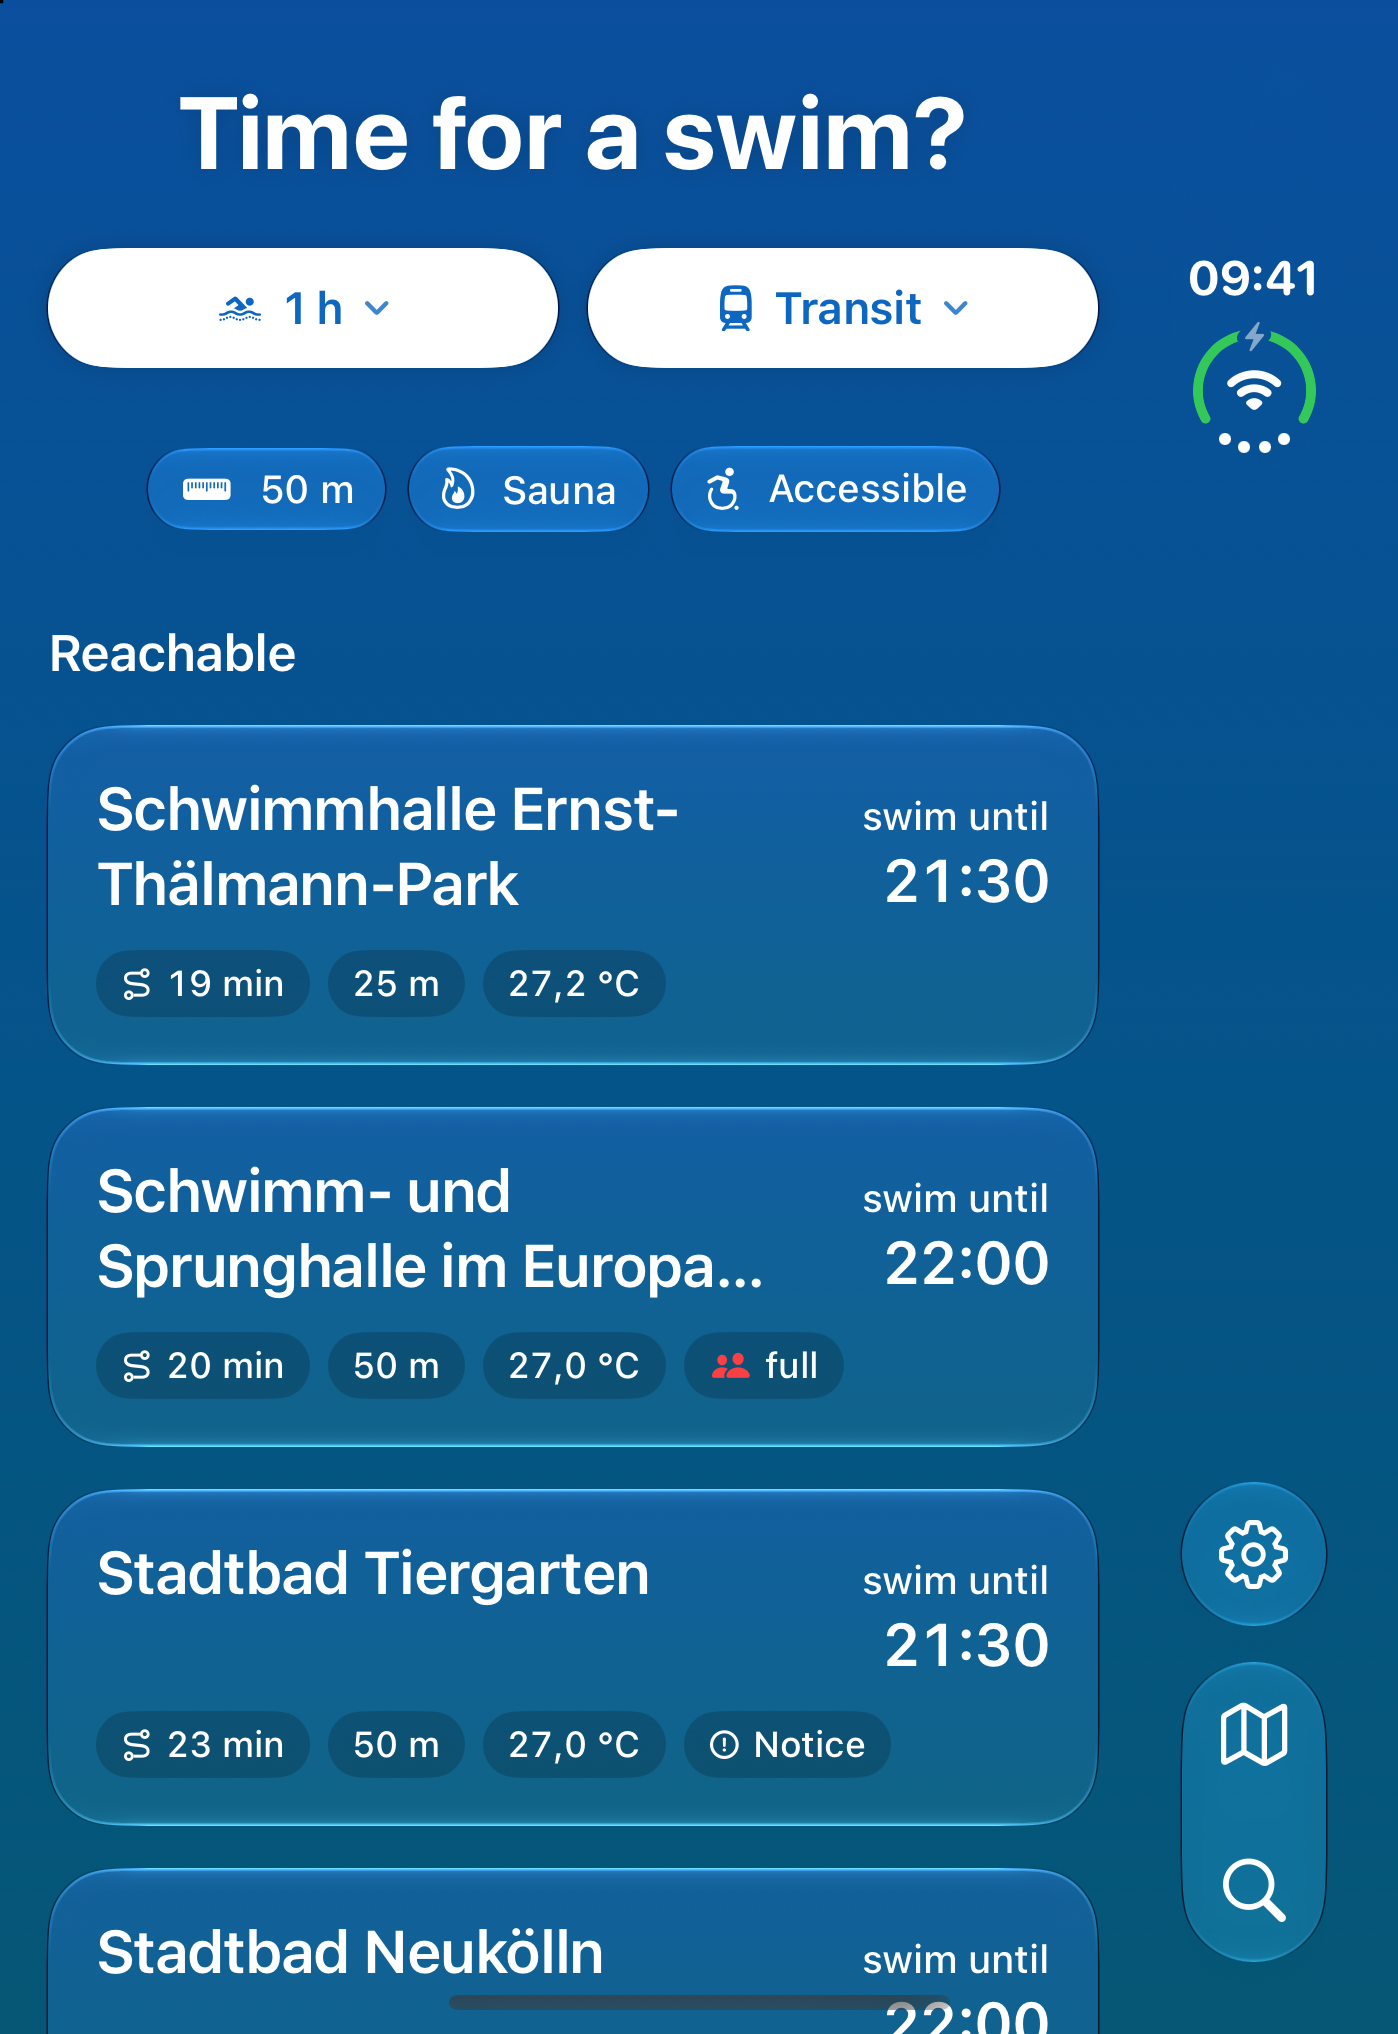 Time for a swim?
1 h
Transit
09:41
50 m
Sauna
Accessible
Reachable
Schwimmhalle Ernst-
Thälmann-Park
swim until
21:30
19 min
25 m
27,2 °C
Schwimm- und
Sprunghalle im Europa...
swim until
22:00
20 min
50 m
27,0 °C
full
Stadtbad Tiergarten
swim until
21:30
23 min
50 m
27,0 °C
Notice
Stadtbad Neukölln
swim until
22:00